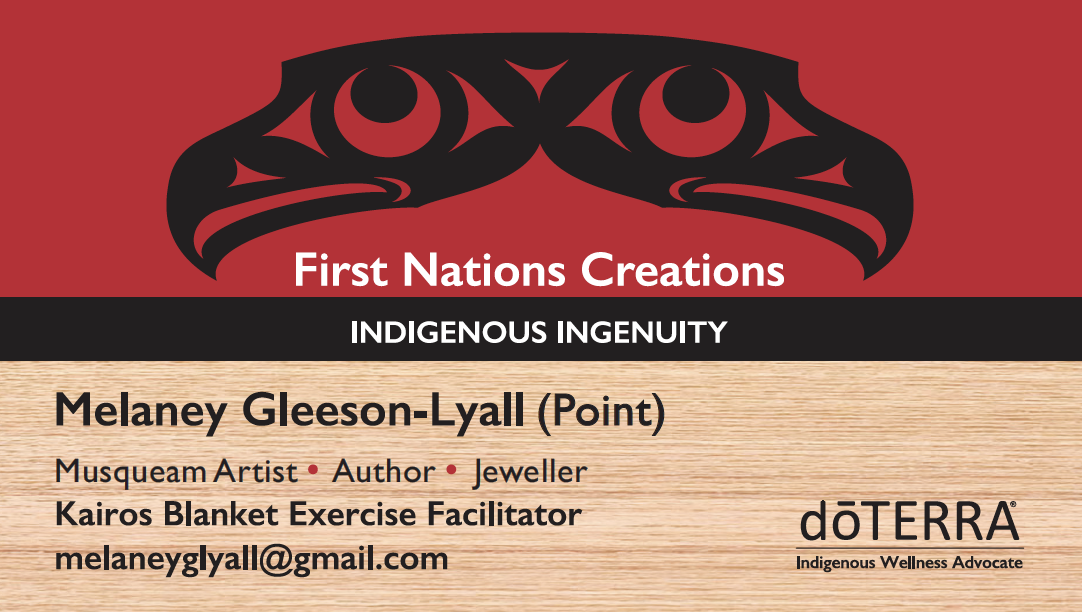 First Nations Creations
INDIGENOUS INGENUITY
Melaney Gleeson-Lyall (Point)
Musqueam Artist • Author • Jeweller
Kairos Blanket Exercise Facilitator
melaneyglyall@gmail.com
dōTERRA®
Indigenous Wellness Advocate